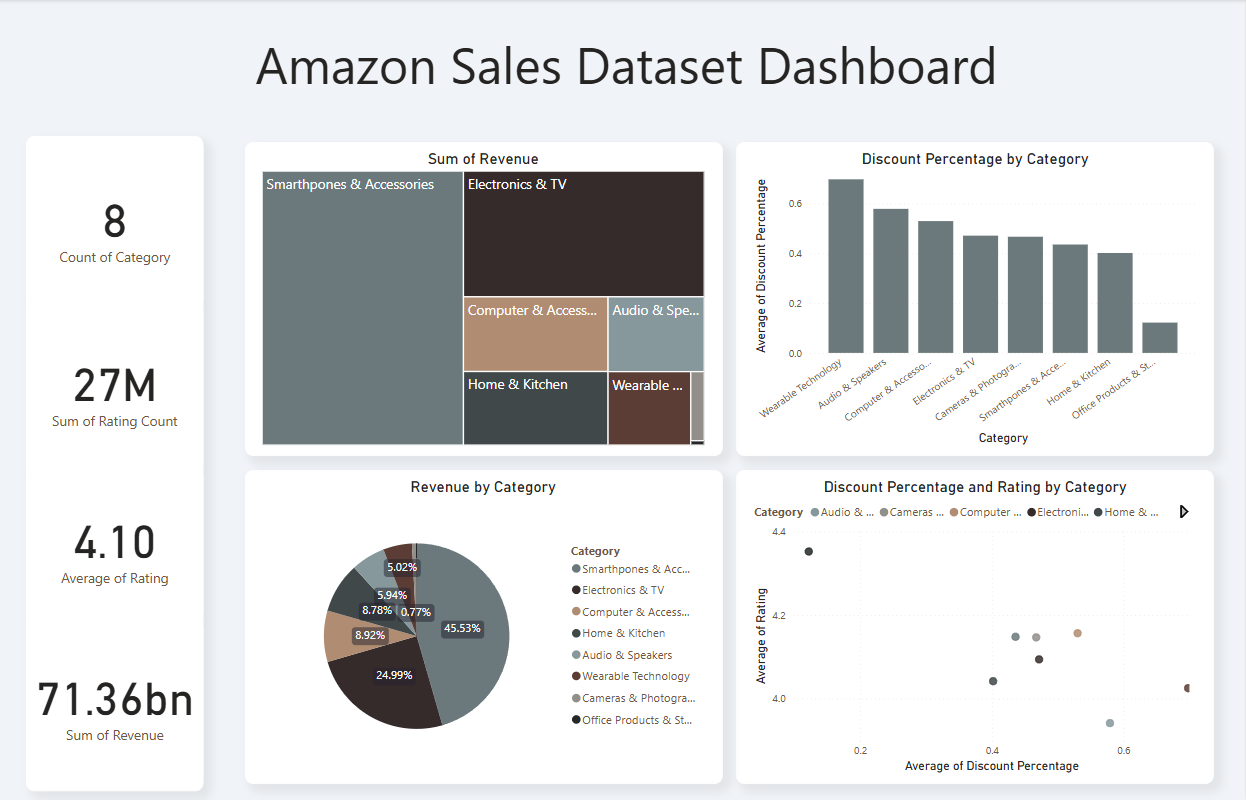 Amazon Sales Dataset Dashboard
8
Count of Category
27M
Sum of Rating Count
4.10
Average of Rating
71.36bn
Sum of Revenue
Sum of Revenue
Smarthpones & Accessories
Electronics & TV
Computer & Access...
Audio & Spe...
Home & Kitchen
Wearable ...
Discount Percentage by Category
Average of Discount Percentage
0.6
0.4
0.2
0.0
Wearable Technology
Audio & Speakers
Computer & Accesso...
Electronics & TV
Cameras & Photogra...
Smarthpones & Acce...
Home & Kitchen
Office Products & St...
Category
Revenue by Category
5.02%
5.94%
8.78%
0.77%
8.92%
45.53%
24.99%
Category
Smarthpones & Acc...
Electronics & TV
Computer & Access...
Home & Kitchen
Audio & Speakers
Wearable Technology
Cameras & Photogra...
Office Products & St...
Discount Percentage and Rating by Category
Category Audio & ... Cameras ... Computer ... Electroni... Home & ...
Average of Rating
4.4
4.2
4.0
0.2 0.4 0.6
Average of Discount Percentage